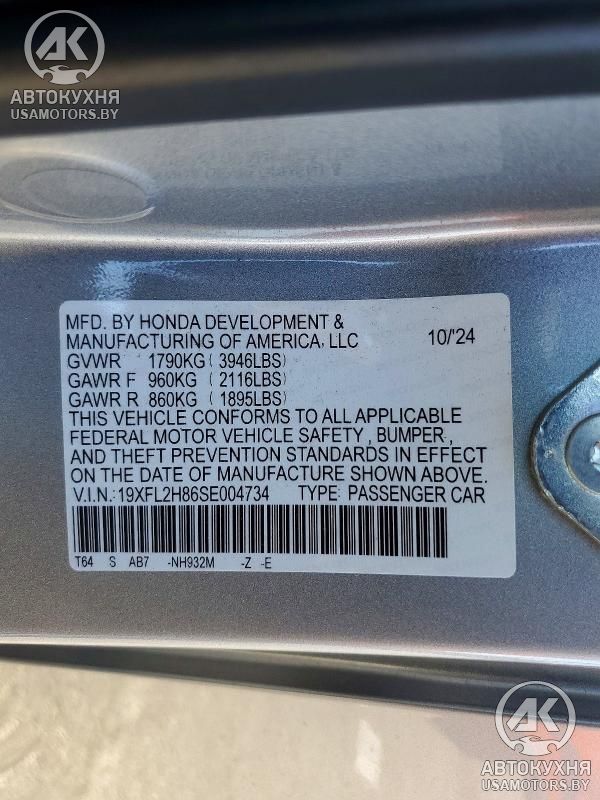 АК
АВТОКУХНЯ
USAMOTORS.BY
MFD. BY HONDA DEVELOPMENT &
MANUFACTURING OF AMERICA, LLC 10/'24
GVWR 1790KG ( 3946LBS)
GAWR F 960KG ( 2116LBS)
GAWR R 860KG ( 1895LBS)
THIS VEHICLE CONFORMS TO ALL APPLICABLE
FEDERAL MOTOR VEHICLE SAFETY , BUMPER ,
AND THEFT PREVENTION STANDARDS IN EFFECT
ON THE DATE OF MANUFACTURE SHOWN ABOVE.
V.I.N.:19XFL2H86SE004734 TYPE: PASSENGER CAR
T64 S AB7 -NH932M -Z -E
АК
АВТОКУХНЯ
USAMOTORS.BY